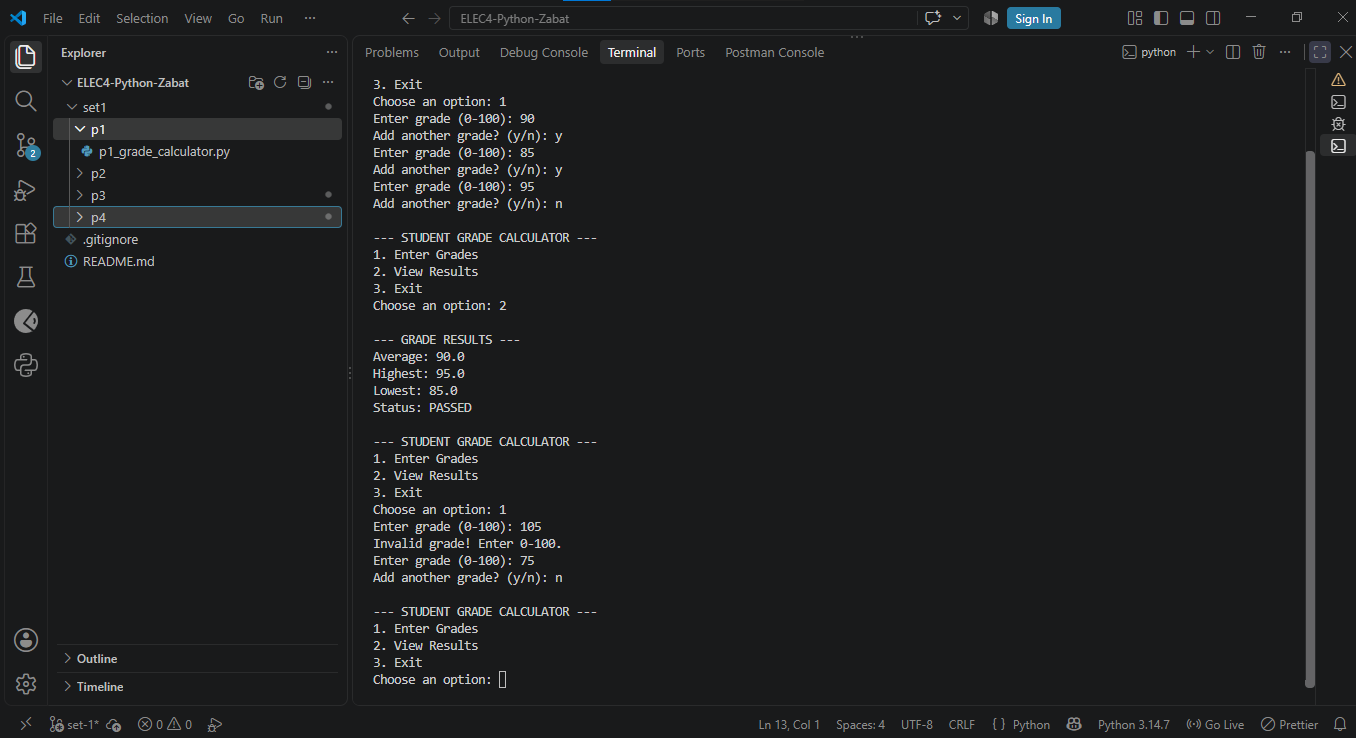 File Edit Selection View Go Run ··· ELEC4-Python-Zabat Sign In
Explorer
ELEC4-Python-Zabat
set1
p1
p1_grade_calculator.py
p2
p3
p4
.gitignore
README.md
Outline
Timeline
2
Problems Output Debug Console Terminal Ports Postman Console python
3. Exit
Choose an option: 1
Enter grade (0-100): 90
Add another grade? (y/n): y
Enter grade (0-100): 85
Add another grade? (y/n): y
Enter grade (0-100): 95
Add another grade? (y/n): n
--- STUDENT GRADE CALCULATOR ---
1. Enter Grades
2. View Results
3. Exit
Choose an option: 2
--- GRADE RESULTS ---
Average: 90.0
Highest: 95.0
Lowest: 85.0
Status: PASSED
--- STUDENT GRADE CALCULATOR ---
1. Enter Grades
2. View Results
3. Exit
Choose an option: 1
Enter grade (0-100): 105
Invalid grade! Enter 0-100.
Enter grade (0-100): 75
Add another grade? (y/n): n
--- STUDENT GRADE CALCULATOR ---
1. Enter Grades
2. View Results
3. Exit
Choose an option:
set-1* 0 0 Ln 13, Col 1 Spaces: 4 UTF-8 CRLF { } Python Python 3.14.7 Go Live Prettier